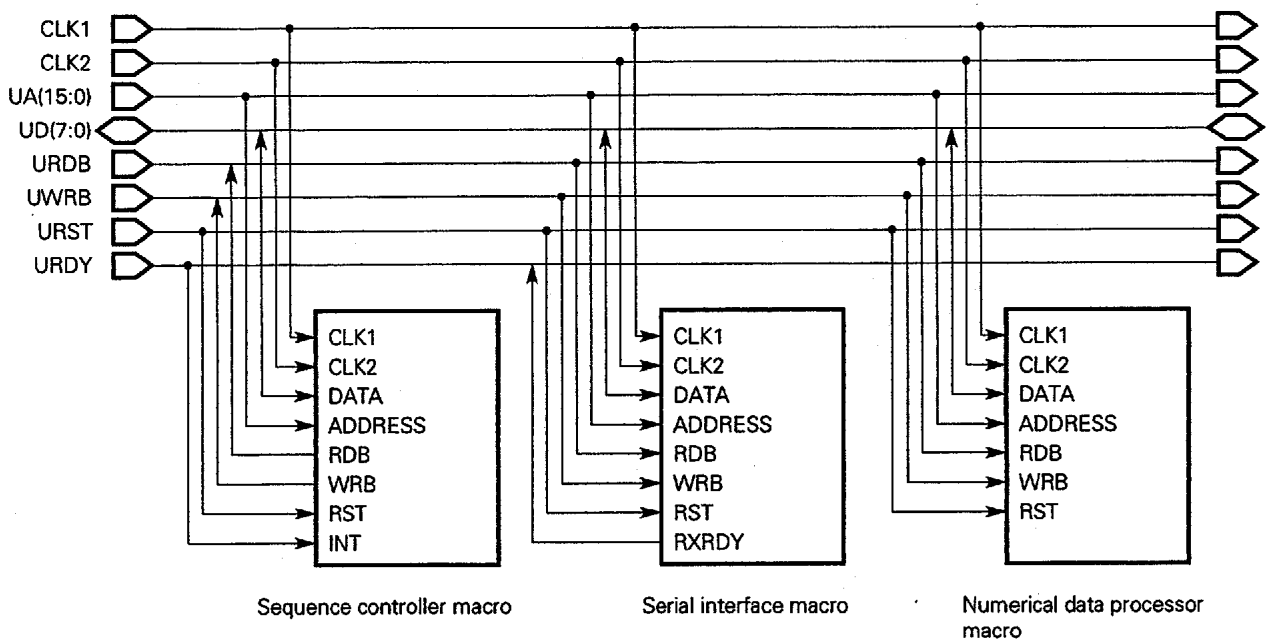 CLK1
CLK2
UA(15:0)
UD(7:0)
URDB
UWRB
URST
URDY
CLK1
CLK2
DATA
ADDRESS
RDB
WRB
RST
INT
Sequence controller macro
CLK1
CLK2
DATA
ADDRESS
RDB
WRB
RST
RXRDY
Serial interface macro
CLK1
CLK2
DATA
ADDRESS
RDB
WRB
RST
Numerical data processor
macro